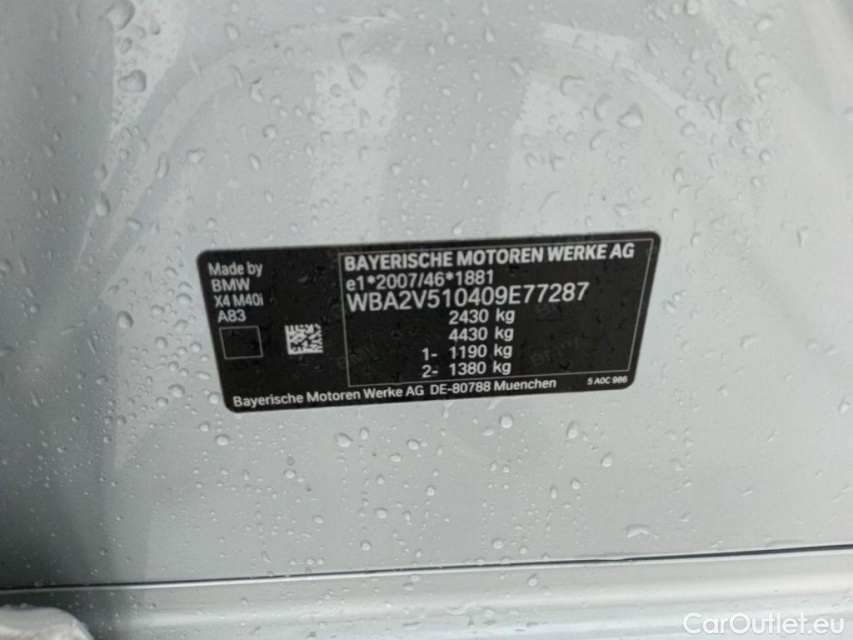 Made by
BMW
X4 M40i
A83
BAYERISCHE MOTOREN WERKE AG
e1*2007/46*1881
WBA2V510409E77287
2430 kg
4430 kg
1- 1190 kg
2- 1380 kg
Bayerische Motoren Werke AG DE-80788 Muenchen
5 A0C 986
CarOutlet.eu